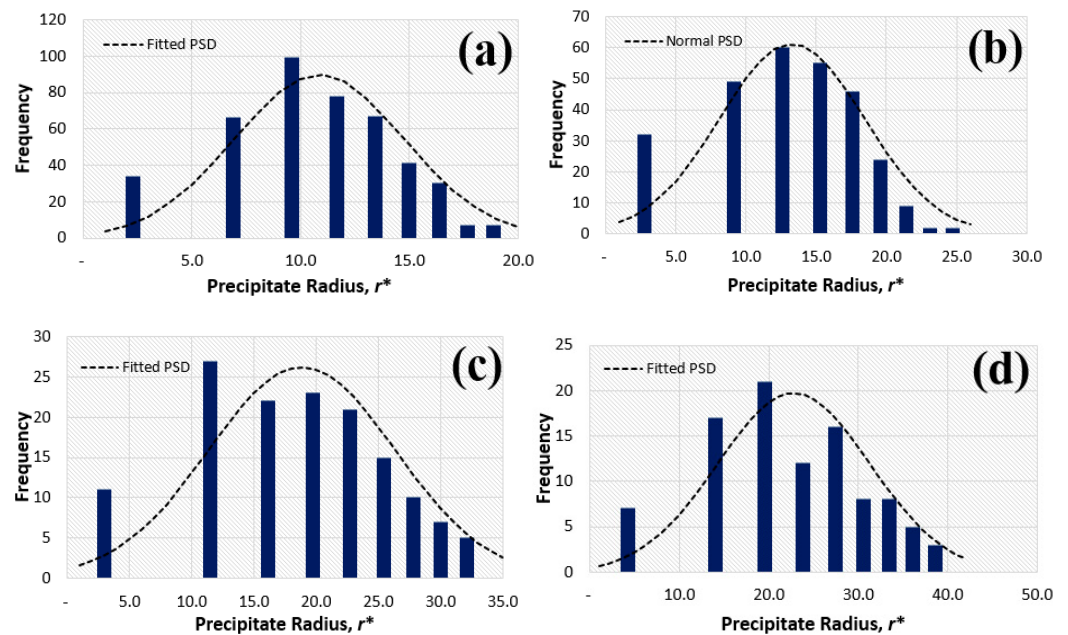 120
100
80
60
40
20
0
Frequency
Fitted PSD
(a)
- 5.0 10.0 15.0 20.0
Precipitate Radius, r*
70
60
50
40
30
20
10
0
Frequency
Normal PSD
(b)
- 5.0 10.0 15.0 20.0 25.0 30.0
Precipitate Radius, r*
30
25
20
15
10
5
0
Frequency
Fitted PSD
(c)
- 5.0 10.0 15.0 20.0 25.0 30.0 35.0
Precipitate Radius, r*
25
20
15
10
5
0
Frequency
Fitted PSD
(d)
- 10.0 20.0 30.0 40.0 50.0
Precipitate Radius, r*